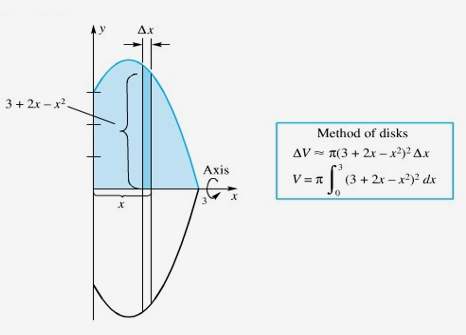 y
Δx
3 + 2x – x²
Axis
x
3
x
Method of disks
ΔV ≈ π(3 + 2x – x²)² Δx
V = π ∫₀³ (3 + 2x – x²)² dx